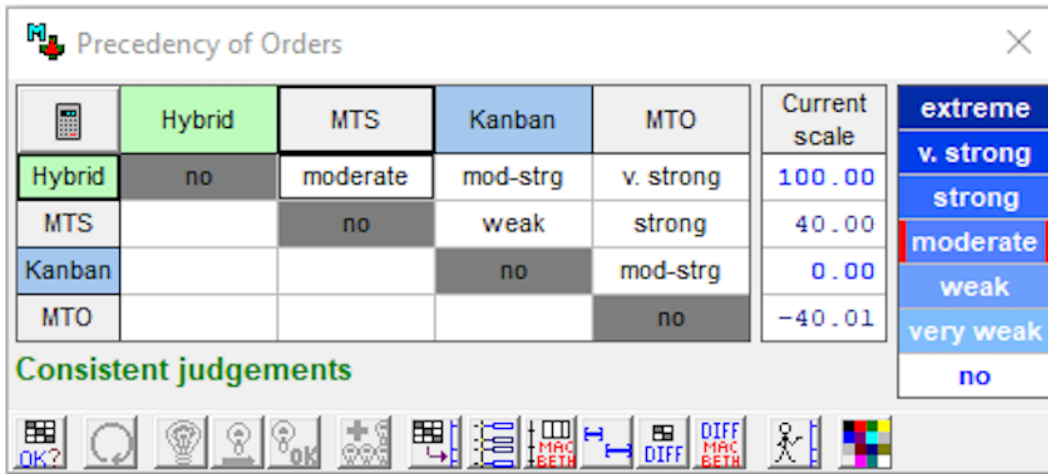 Precedency of Orders
Hybrid MTS Kanban MTO Current scale
Hybrid no moderate mod-strg v. strong 100.00
MTS no weak strong 40.00
Kanban no mod-strg 0.00
MTO no -40.01
Consistent judgements
extreme
v. strong
strong
moderate
weak
very weak
no
OK?
OK
MAC
BETH
DIFF
DIFF
MAC
BETH